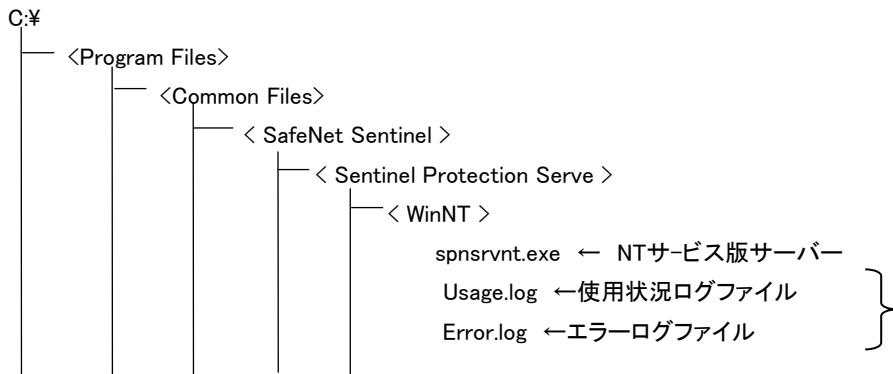 C:¥
<Program Files>
<Common Files>
< SafeNet Sentinel >
< Sentinel Protection Serve >
< WinNT >
spnsrvnt.exe ← NTサービス版サーバー
Usage.log ←使用状況ログファイル
Error.log ←エラーログファイル